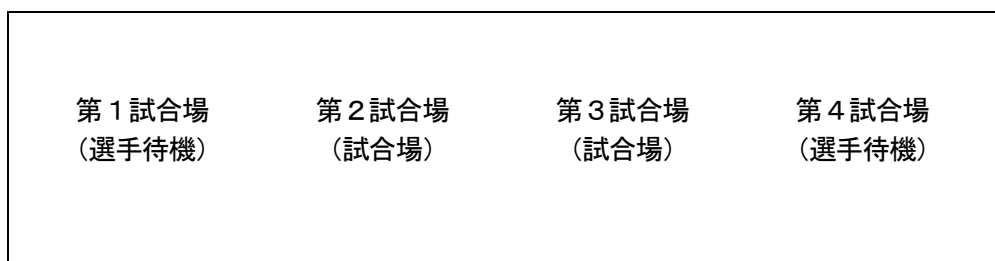 第1試合場　第2試合場　第3試合場　第4試合場
（選手待機）　（試合場）　（試合場）　（選手待機）